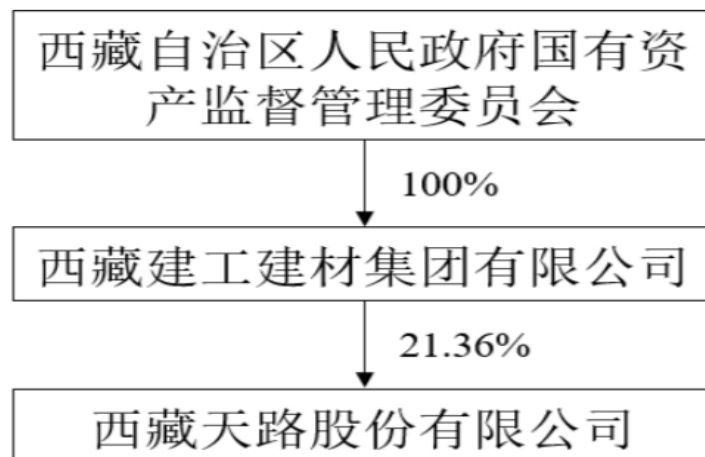 西藏自治区人民政府国有资
产监督管理委员会
100%
西藏建工建材集团有限公司
21.36%
西藏天路股份有限公司